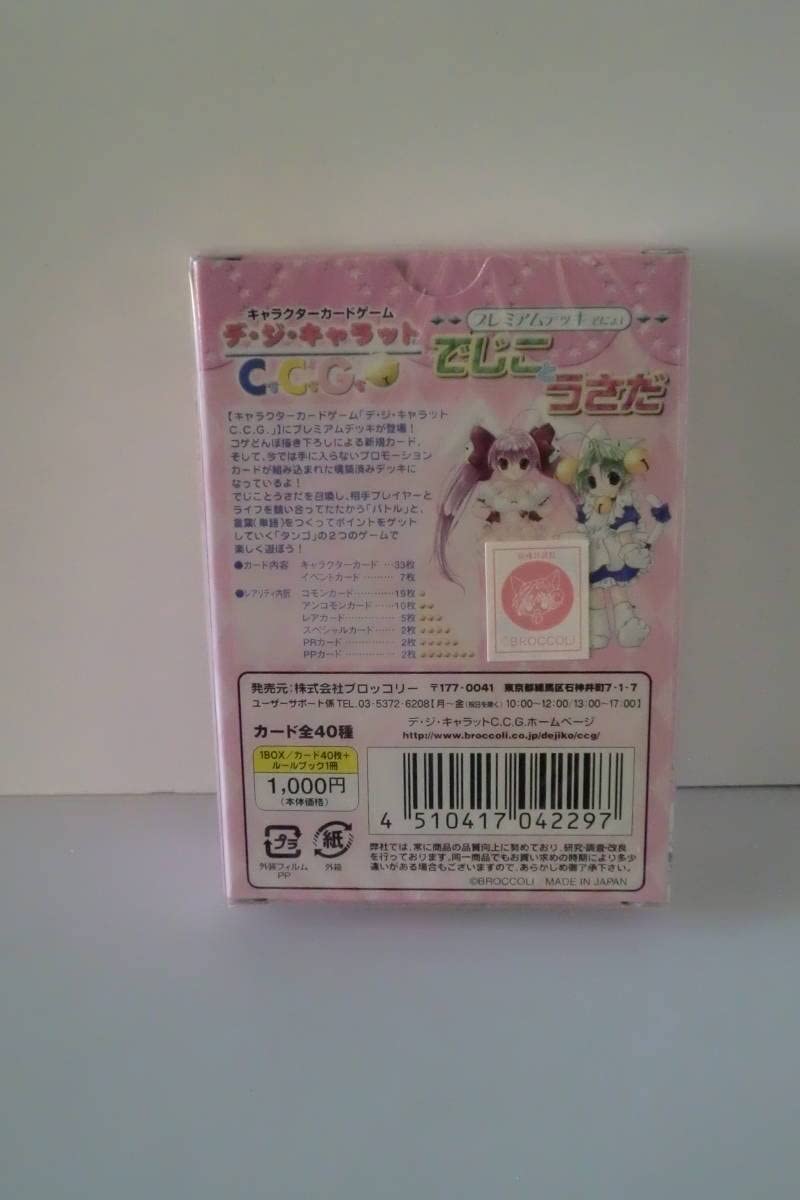 キャラクターカードゲーム
デ・ジ・キャラット
C.C.G.
プレミアムデッキ
でじことうさだ
【キャラクターカードゲーム「デ・ジ・キャラット
C.C.G.」】にプレミアムデッキが登場！
コゲどんぼ描き下ろしによる新規カード、
そして、今では手に入らないプロモーション
カードが組み込まれた構築済みデッキに
なっているよ！
でじことうさだを召喚し、相手プレイヤーと
ライフを競い合ってたたかう「バトル」と、
言葉(単語)をつくってポイントをゲット
していく「タンゴ」の2つのゲームで
楽しく遊ぼう！
●カード内容 キャラクターカード … 33枚
イベントカード ……… 7枚
●レアリティ内訳 コモンカード ………… 19枚
アンコモンカード … 10枚
レアカード ………… 5枚
スペシャルカード …… 2枚
PRカード …………… 2枚
PPカード …………… 2枚
©BROCCOLI
発売元：株式会社ブロッコリー 〒177-0041 東京都練馬区石神井町7-1-7
ユーザーサポート係 TEL.03-5372-6208【月～金(祝日を除く)10:00～12:00/13:00～17:00】
カード全40種
デ・ジ・キャラットC.C.G.ホームページ
http://www.broccoli.co.jp/dejiko/ccg/
1BOX／カード40枚＋
ルールブック1冊
1,000円
(本体価格)
4 510417 042297
プラ
紙
外装フィルム
PP
外箱
弊社では、常に商品の品質向上に努めており、研究・調査・改良
を行っております。同一商品でもお買い求めの時期により多少
違いがある場合もございますので、あらかじめ御了承下さい。
©BROCCOLI MADE IN JAPAN